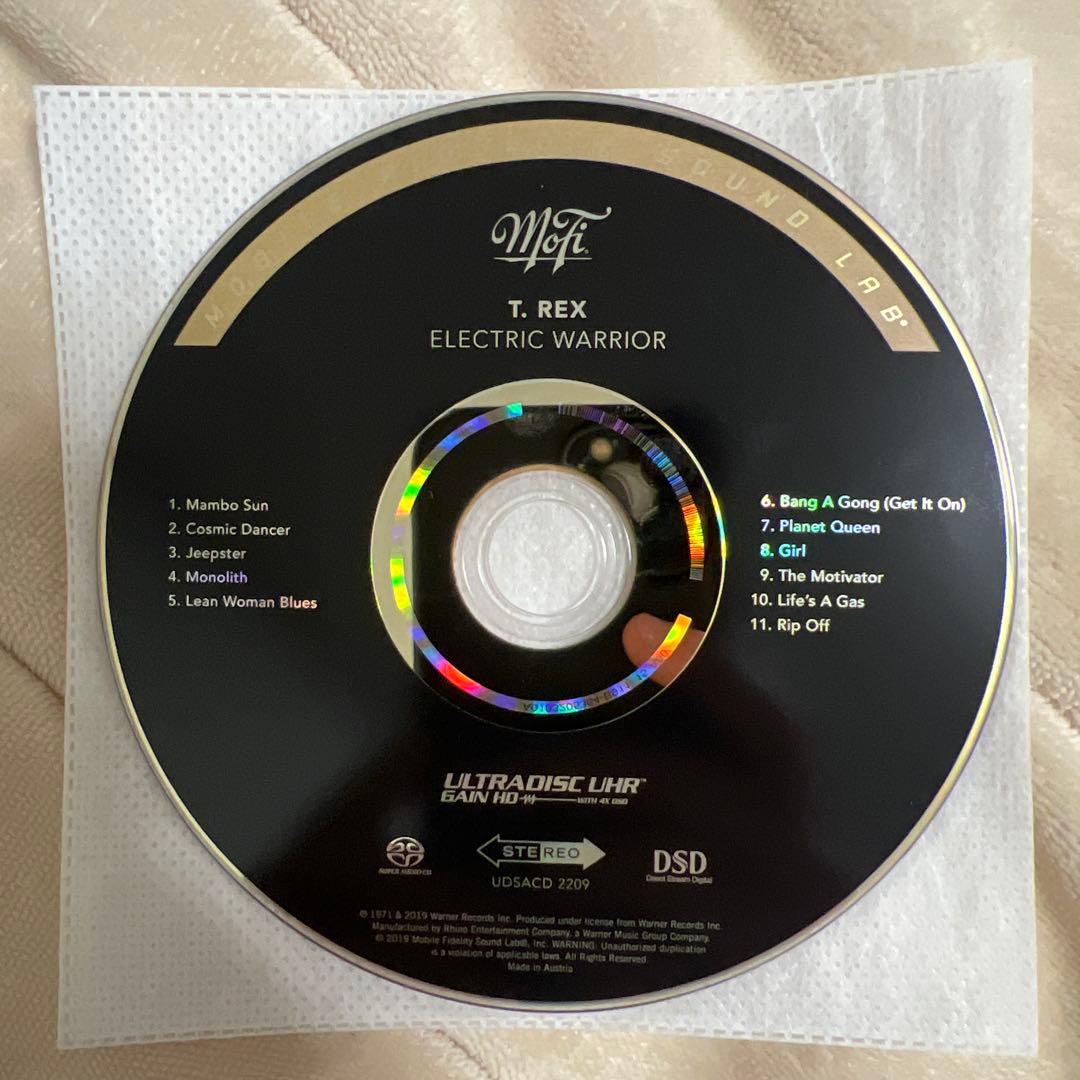 SOUND LAB
MoFi
T. REX
ELECTRIC WARRIOR
1. Mambo Sun
2. Cosmic Dancer
3. Jeepster
4. Monolith
5. Lean Woman Blues
6. Bang A Gong (Get It On)
7. Planet Queen
8. Girl
9. The Motivator
10. Life's A Gas
11. Rip Off
ULTRADISC UHR™
GAIN HD WITH 4X DSD
SUPER AUDIO CD
STEREO
DSD
Direct Stream Digital
UDSACD 2209
℗ 1971 & 2019 Warner Records Inc. Produced under license from Warner Records Inc.
Manufactured by Rhino Entertainment Company, a Warner Music Group Company.
© 2019 Mobile Fidelity Sound Lab®, Inc. WARNING: Unauthorized duplication
is a violation of applicable laws. All Rights Reserved.
Made in Austria